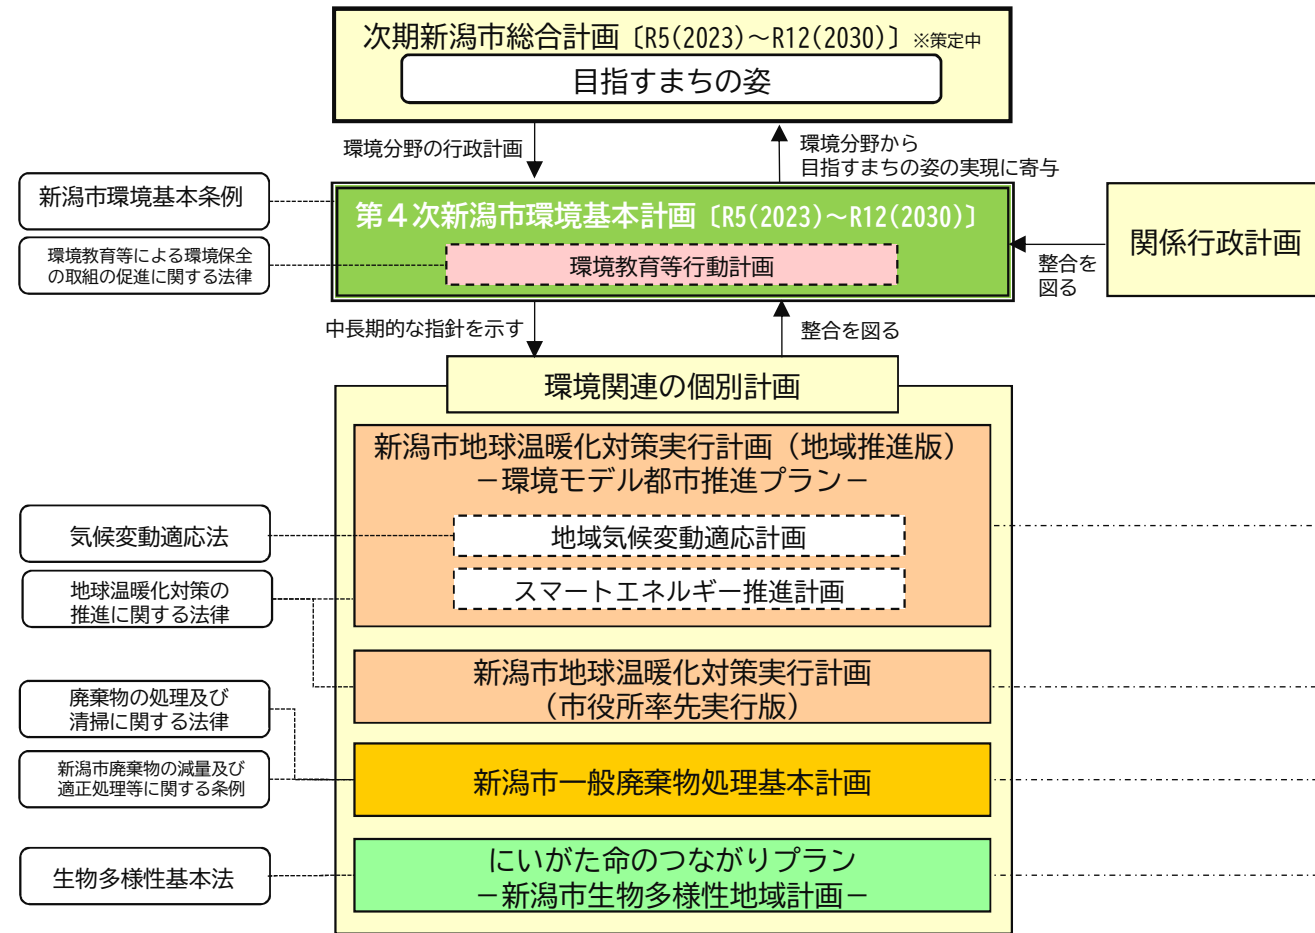 次期新潟市総合計画〔R5(2023)～R12(2030)〕※策定中
目指すまちの姿
環境分野の行政計画
環境分野から
目指すまちの姿の実現に寄与
新潟市環境基本条例
第４次新潟市環境基本計画〔R5(2023)～R12(2030)〕
環境教育等による環境保全
の取組の促進に関する法律
環境教育等行動計画
関係行政計画
整合を
図る
中長期的な指針を示す
整合を図る
環境関連の個別計画
新潟市地球温暖化対策実行計画（地域推進版）
－環境モデル都市推進プラン－
気候変動適応法
地域気候変動適応計画
地球温暖化対策の
推進に関する法律
スマートエネルギー推進計画
新潟市地球温暖化対策実行計画
（市役所率先実行版）
廃棄物の処理及び
清掃に関する法律
新潟市廃棄物の減量及び
適正処理等に関する条例
新潟市一般廃棄物処理基本計画
生物多様性基本法
にいがた命のつながりプラン
－新潟市生物多様性地域計画－